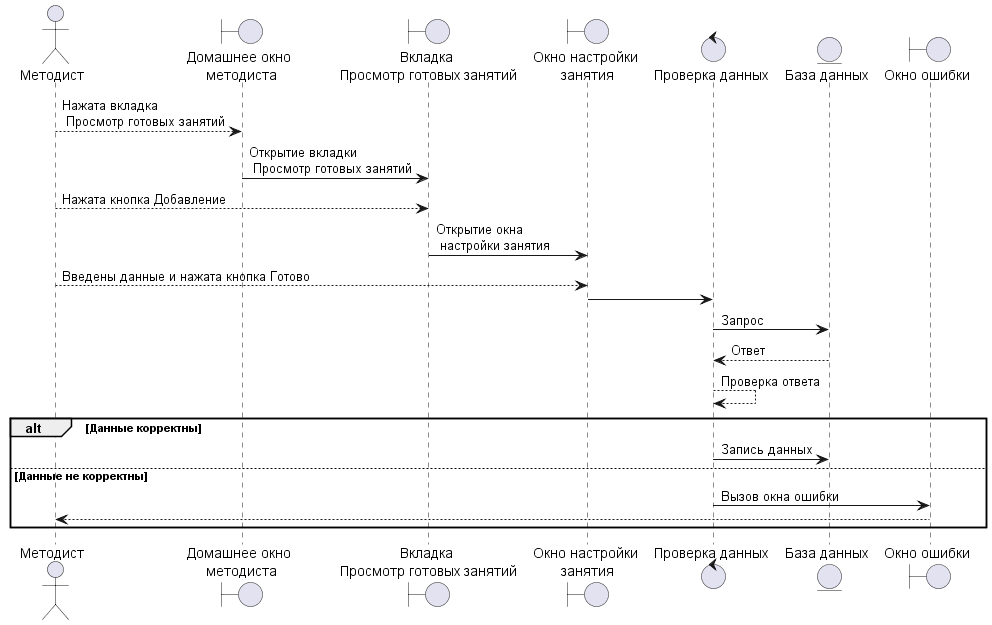 Методист
Домашнее окно
методиста
Вкладка
Просмотр готовых занятий
Окно настройки
занятия
Проверка данных
База данных
Окно ошибки
Нажата вкладка
Просмотр готовых занятий
Открытие вкладки
Просмотр готовых занятий
Нажата кнопка Добавление
Открытие окна
настройки занятия
Введены данные и нажата кнопка Готово
Запрос
Ответ
Проверка ответа
alt [Данные корректны]
Запись данных
[Данные не корректны]
Вызов окна ошибки
Методист
Домашнее окно
методиста
Вкладка
Просмотр готовых занятий
Окно настройки
занятия
Проверка данных
База данных
Окно ошибки